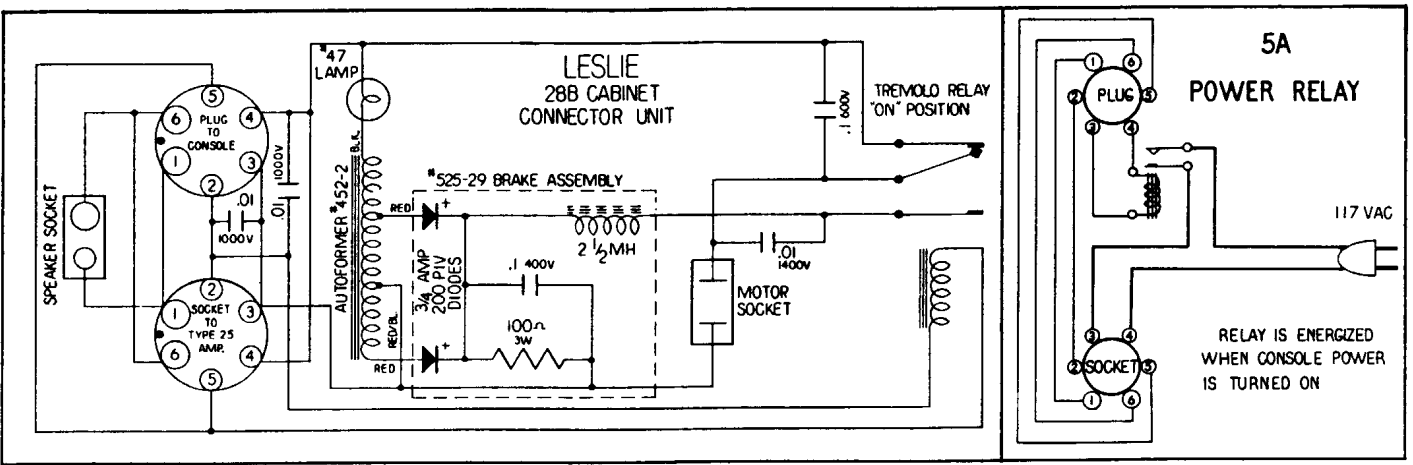 *47
LAMP
LESLIE
28B CABINET
CONNECTOR UNIT
TREMOLO RELAY
"ON" POSITION
.1 600V
SPEAKER SOCKET
5
6
4
PLUG
TO
CONSOLE
1
3
2
.01
1000V
.01
1000V
2
1
3
SOCKET
TO
TYPE 25
AMP.
6
4
5
BLK
AUTOFORMER *452-2
RED
RED/BL.
RED
*525-29 BRAKE ASSEMBLY
+
2 1/2 MH
3/4 AMP
200 PIV
DIODES
.1 400V
100Ω
3W
+
.01
1400V
MOTOR
SOCKET
5A
POWER RELAY
1
6
2
PLUG
5
3
4
117 VAC
3
4
2
SOCKET
5
1
6
RELAY IS ENERGIZED
WHEN CONSOLE POWER
IS TURNED ON